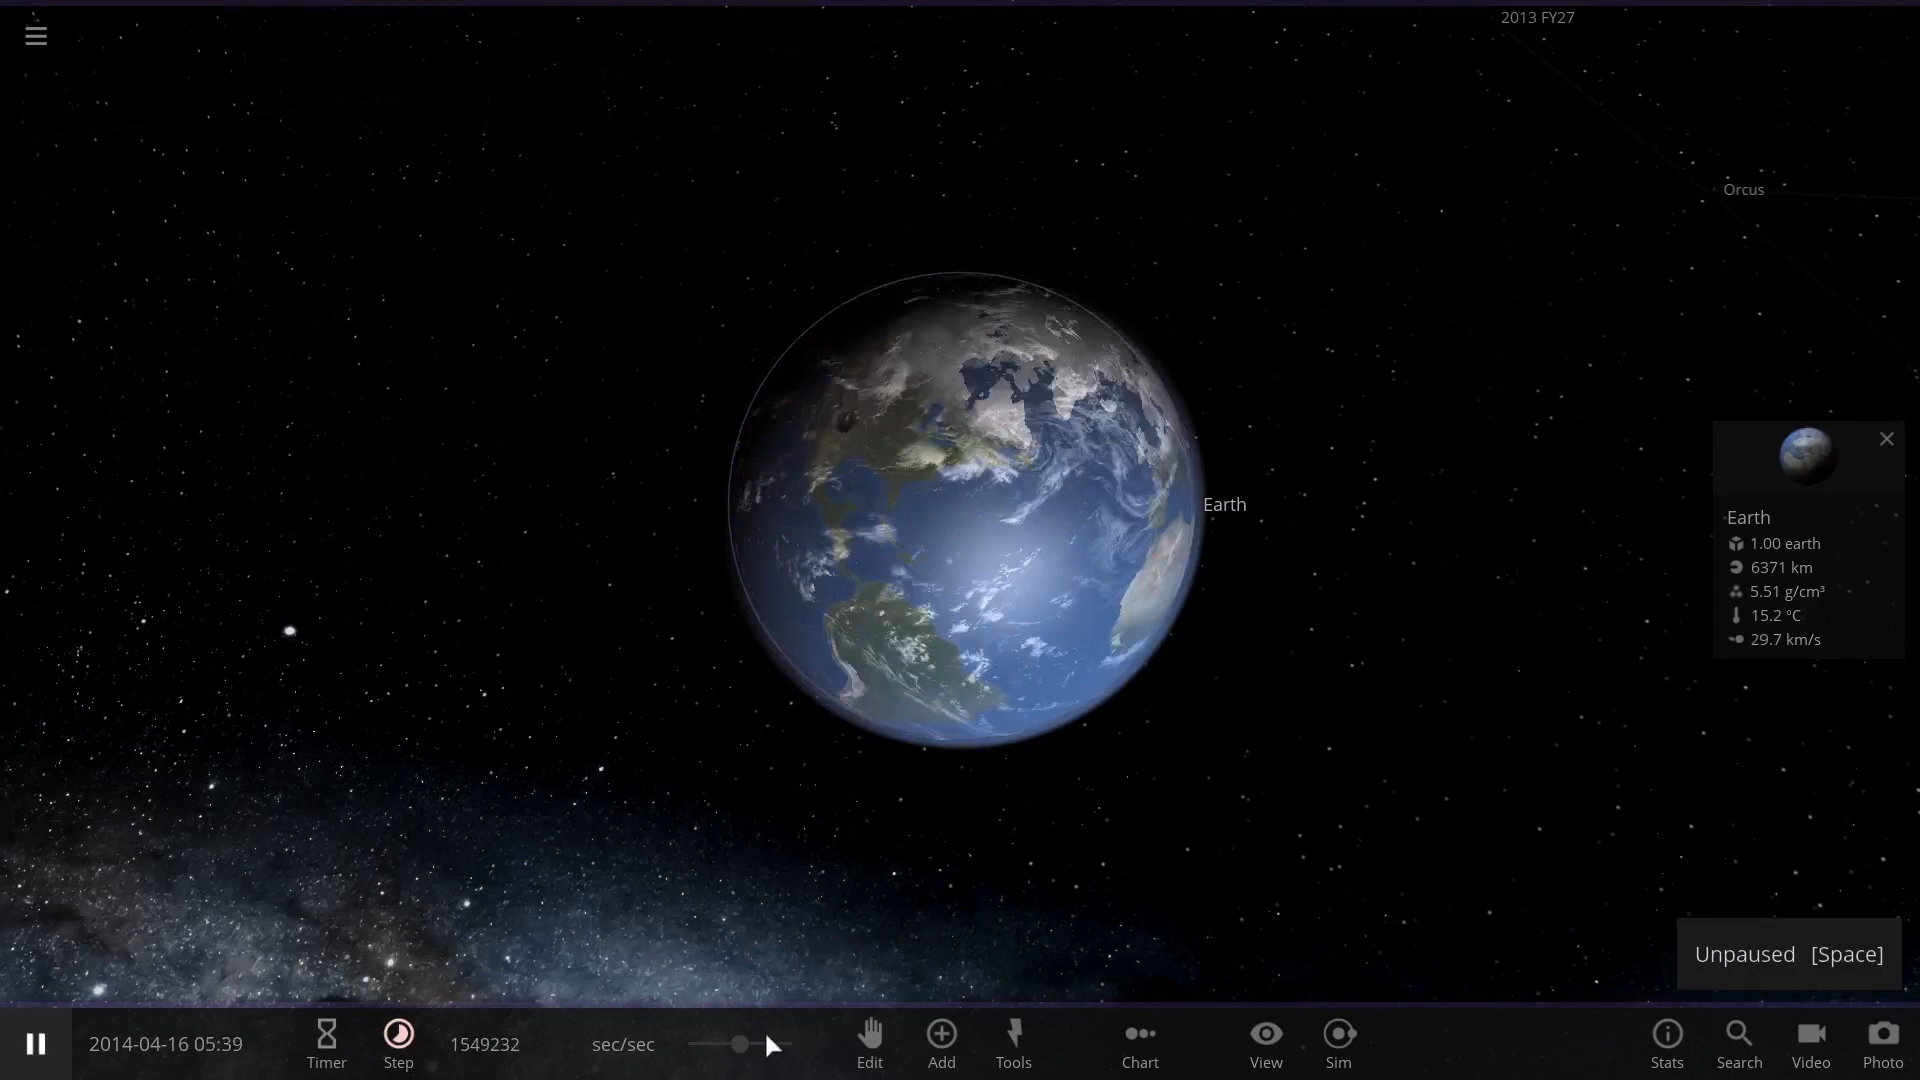 2013 FY27
Orcus
Earth
Earth
1.00 earth
6371 km
5.51 g/cm³
15.2 °C
29.7 km/s
Unpaused [Space]
2014-04-16 05:39
Timer
Step
1549232
sec/sec
Edit
Add
Tools
Chart
View
Sim
Stats
Search
Video
Photo